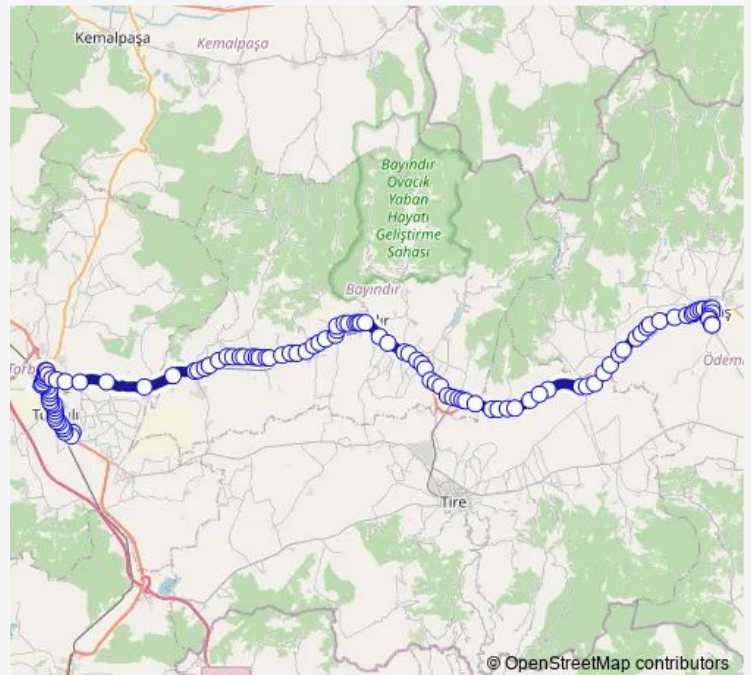 Kemalpaşa
Kemalpaşa
Bayındır
Ovacık
Yaban
Hayatı
Geliştirme
Sahası
Bayındır
Tire
© OpenStreetMap contributors